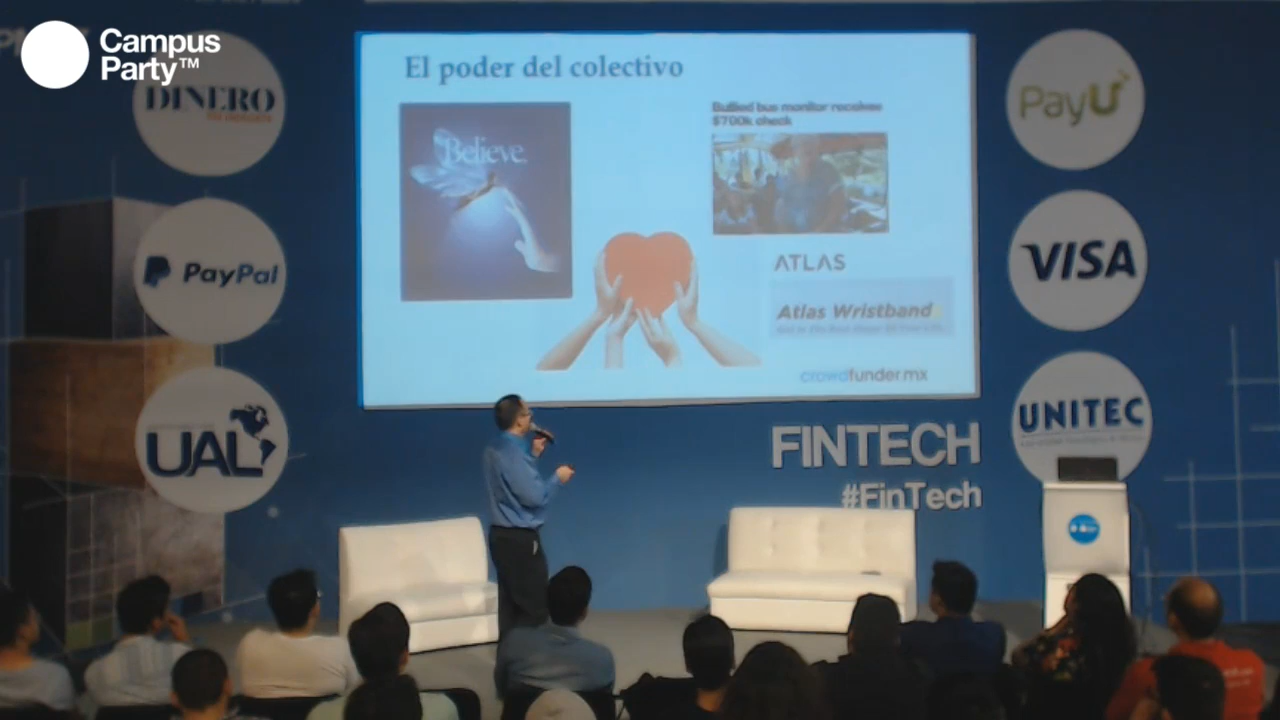 Campus
Party™
DINERO
PayPal
UAL
El poder del colectivo
Believe
Bullied bus monitor receives
$700k check
ATLAS
Atlas Wristband
crowdfunder.mx
FINTECH
#FinTech
PayU
VISA
UNITEC